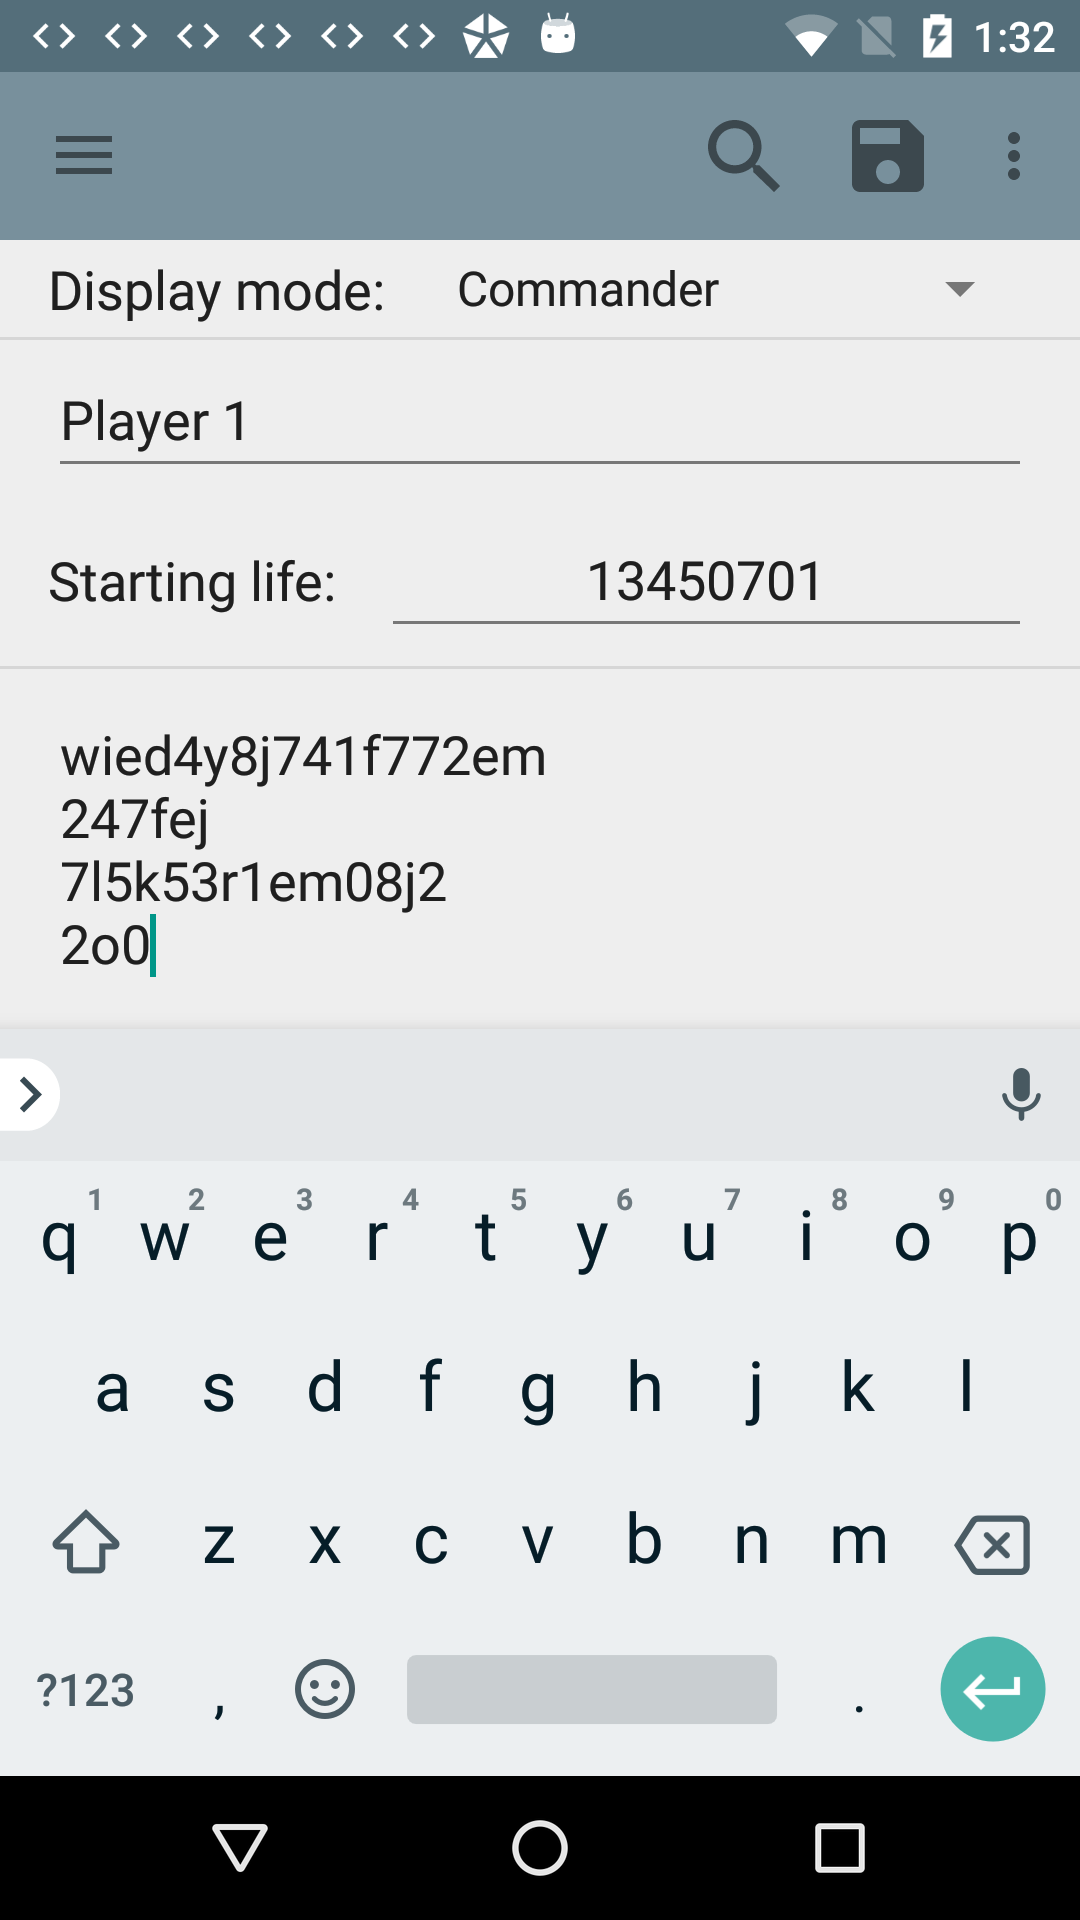 1:32
Display mode: Commander
Player 1
Starting life: 13450701
wied4y8j741f772em
247fej
7l5k53r1em08j2
2o0
1 2 3 4 5 6 7 8 9 0
q w e r t y u i o p
a s d f g h j k l
z x c v b n m
?123 , .